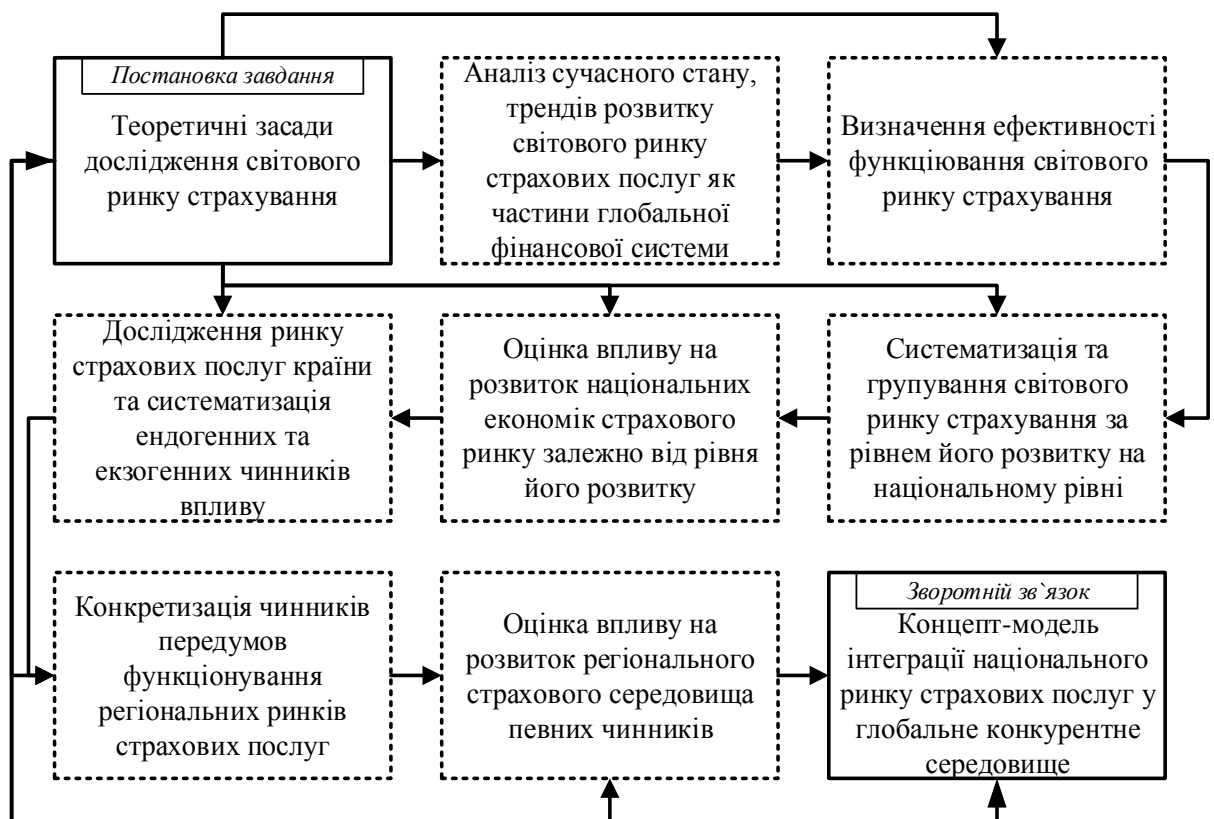 Постановка завдання
Теоретичні засади
дослідження світового
ринку страхування
Аналіз сучасного стану,
трендів розвитку
світового ринку
страхових послуг як
частини глобальної
фінансової системи
Визначення ефективності
функціювання світового
ринку страхування
Дослідження ринку
страхових послуг країни
та систематизація
ендогенних та
екзогенних чинників
впливу
Оцінка впливу на
розвиток національних
економік страхового
ринку залежно від рівня
його розвитку
Систематизація та
групування світового
ринку страхування за
рівнем його розвитку на
національному рівні
Конкретизація чинників
передумов
функціонування
регіональних ринків
страхових послуг
Оцінка впливу на
розвиток регіонального
страхового середовища
певних чинників
Зворотній зв`язок
Концепт-модель
інтеграції національного
ринку страхових послуг у
глобальне конкурентне
середовище